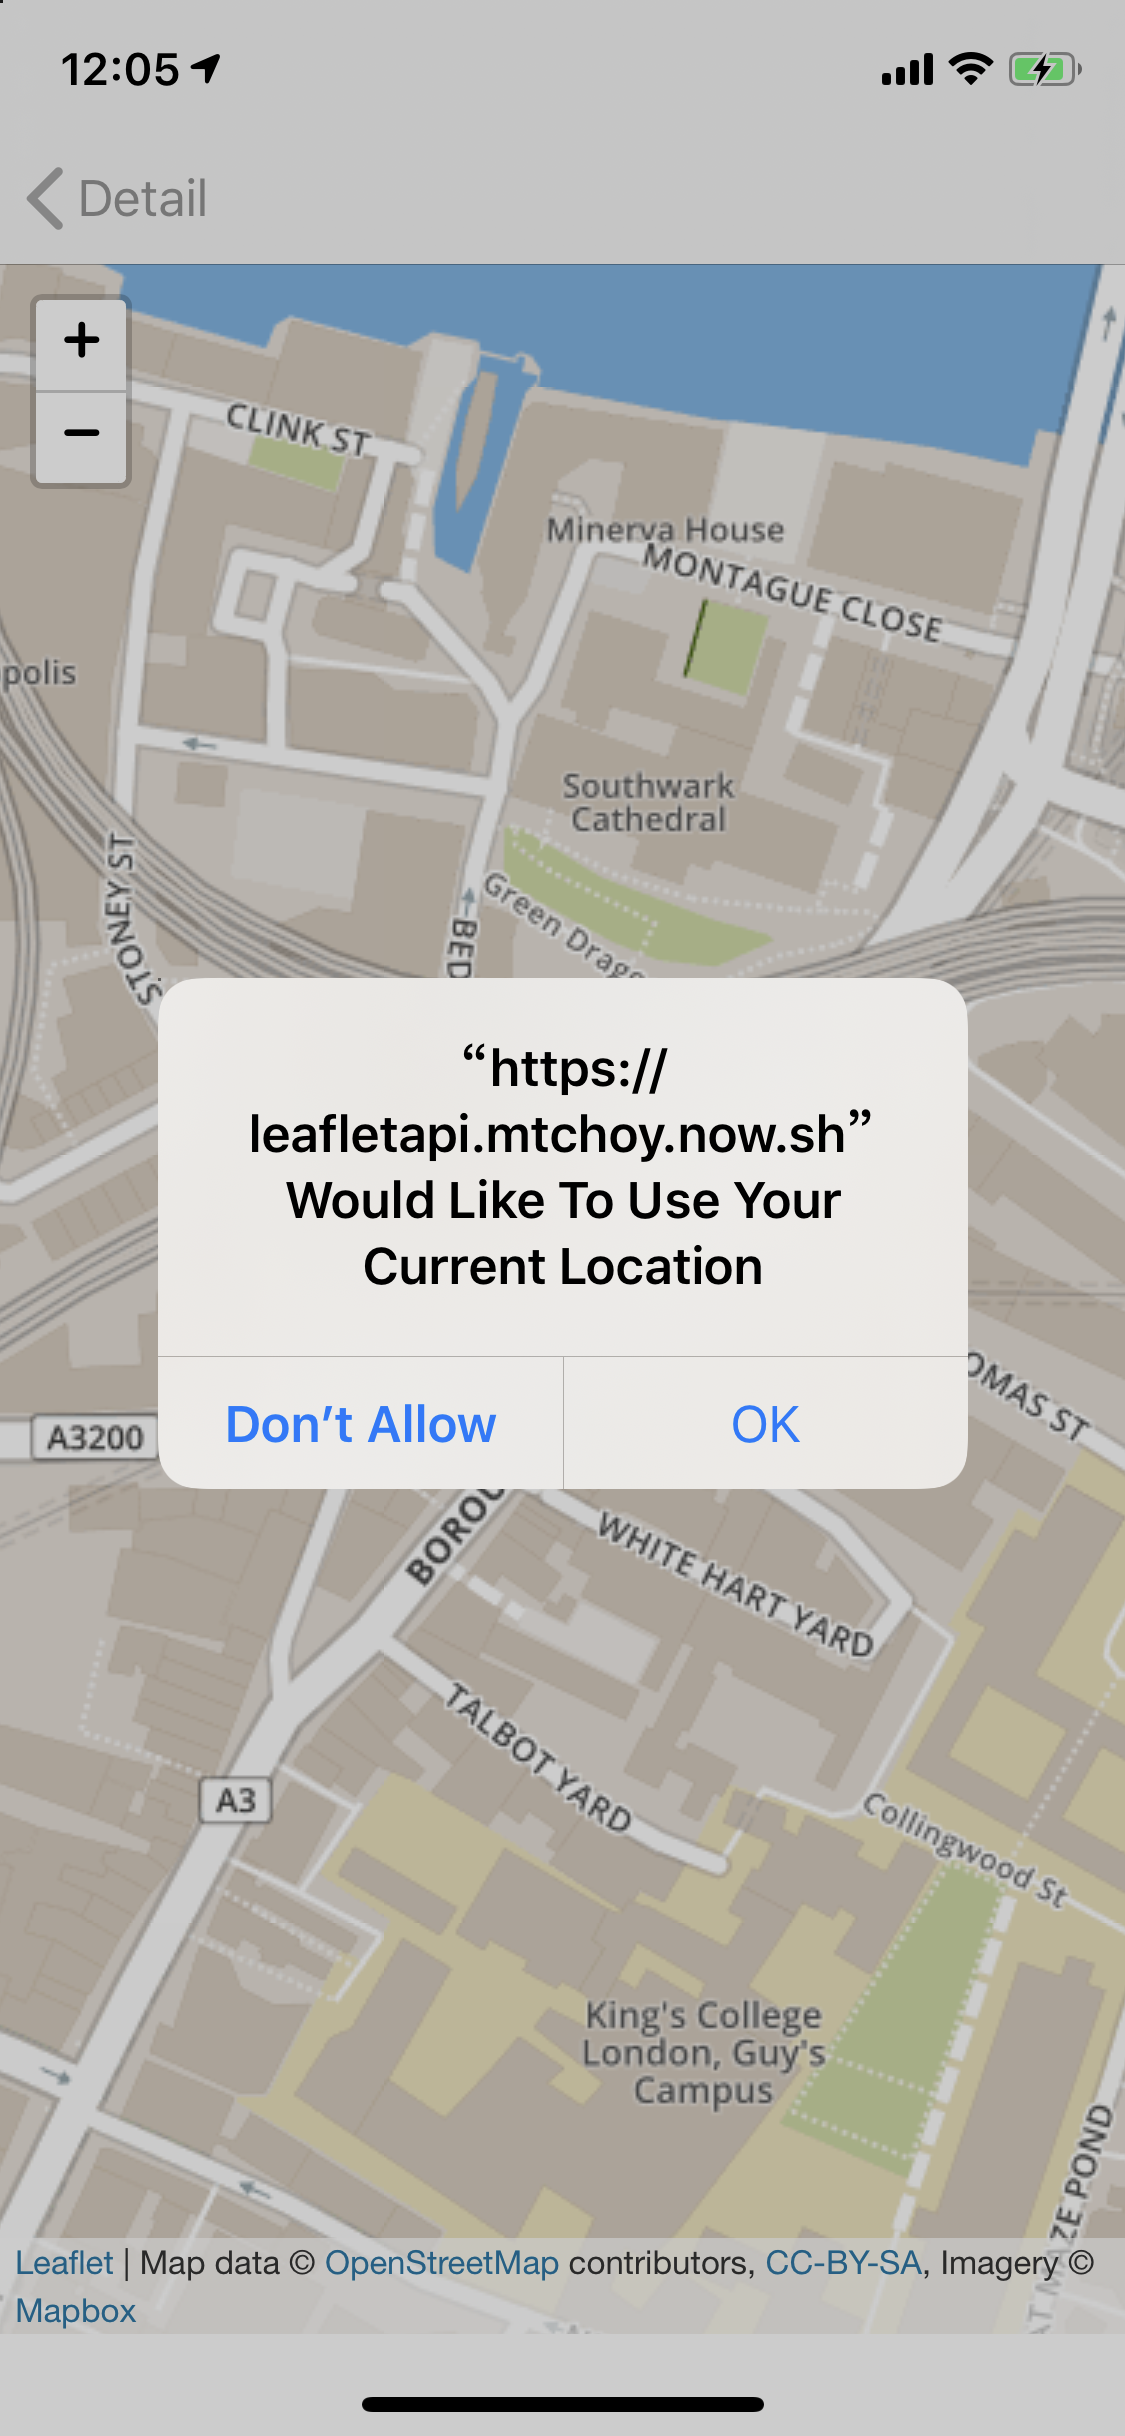 12:05
Detail
+
−
CLINK ST
Minerva House
MONTAGUE CLOSE
polis
Southwark
Cathedral
STONEY ST
Green Drago
BED
“https://
leafletapi.mtchoy.now.sh”
Would Like To Use Your
Current Location
Don’t Allow
OK
OMAS ST
A3200
BOROU
WHITE HART YARD
TALBOT YARD
A3
Collingwood St
King's College
London, Guy's
Campus
AT MAZE POND
Leaflet | Map data © OpenStreetMap contributors, CC-BY-SA, Imagery ©
Mapbox